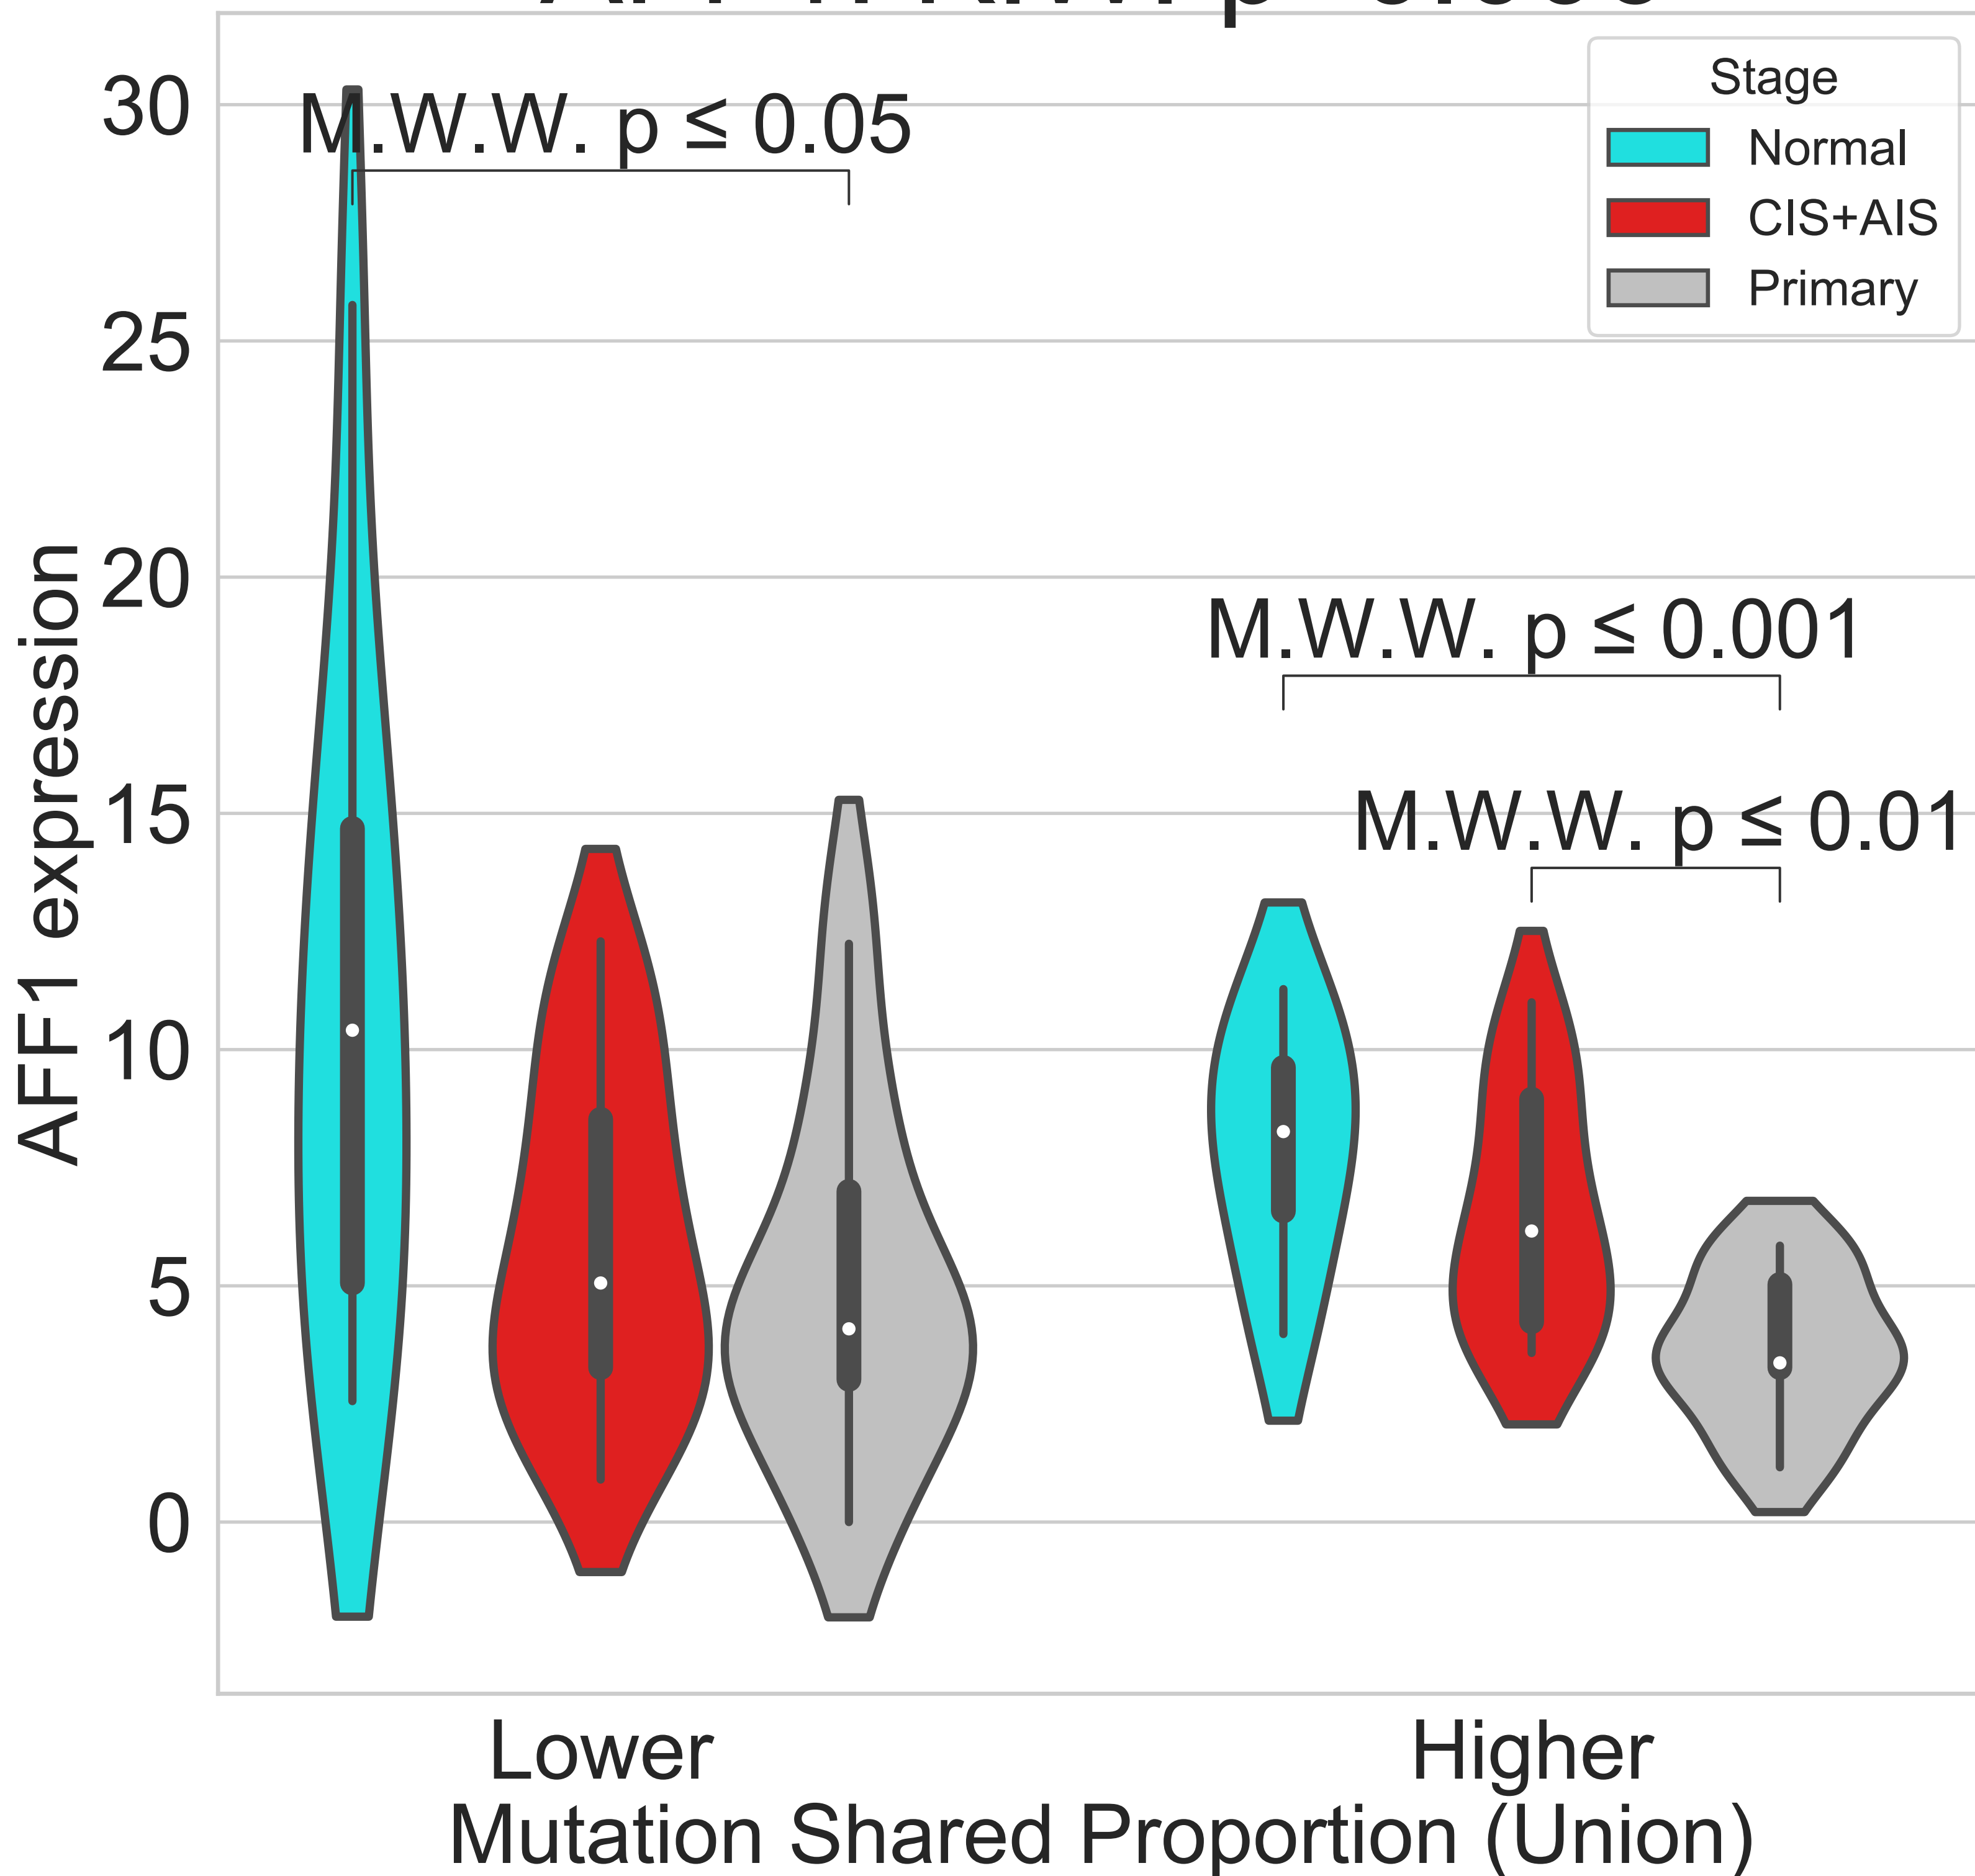 30
25
20
15
10
5
0
AFF1 expression
M.W.W. p ≤ 0.05
M.W.W. p ≤ 0.001
M.W.W. p ≤ 0.01
Stage
Normal
CIS+AIS
Primary
Lower
Higher
Mutation Shared Proportion (Union)